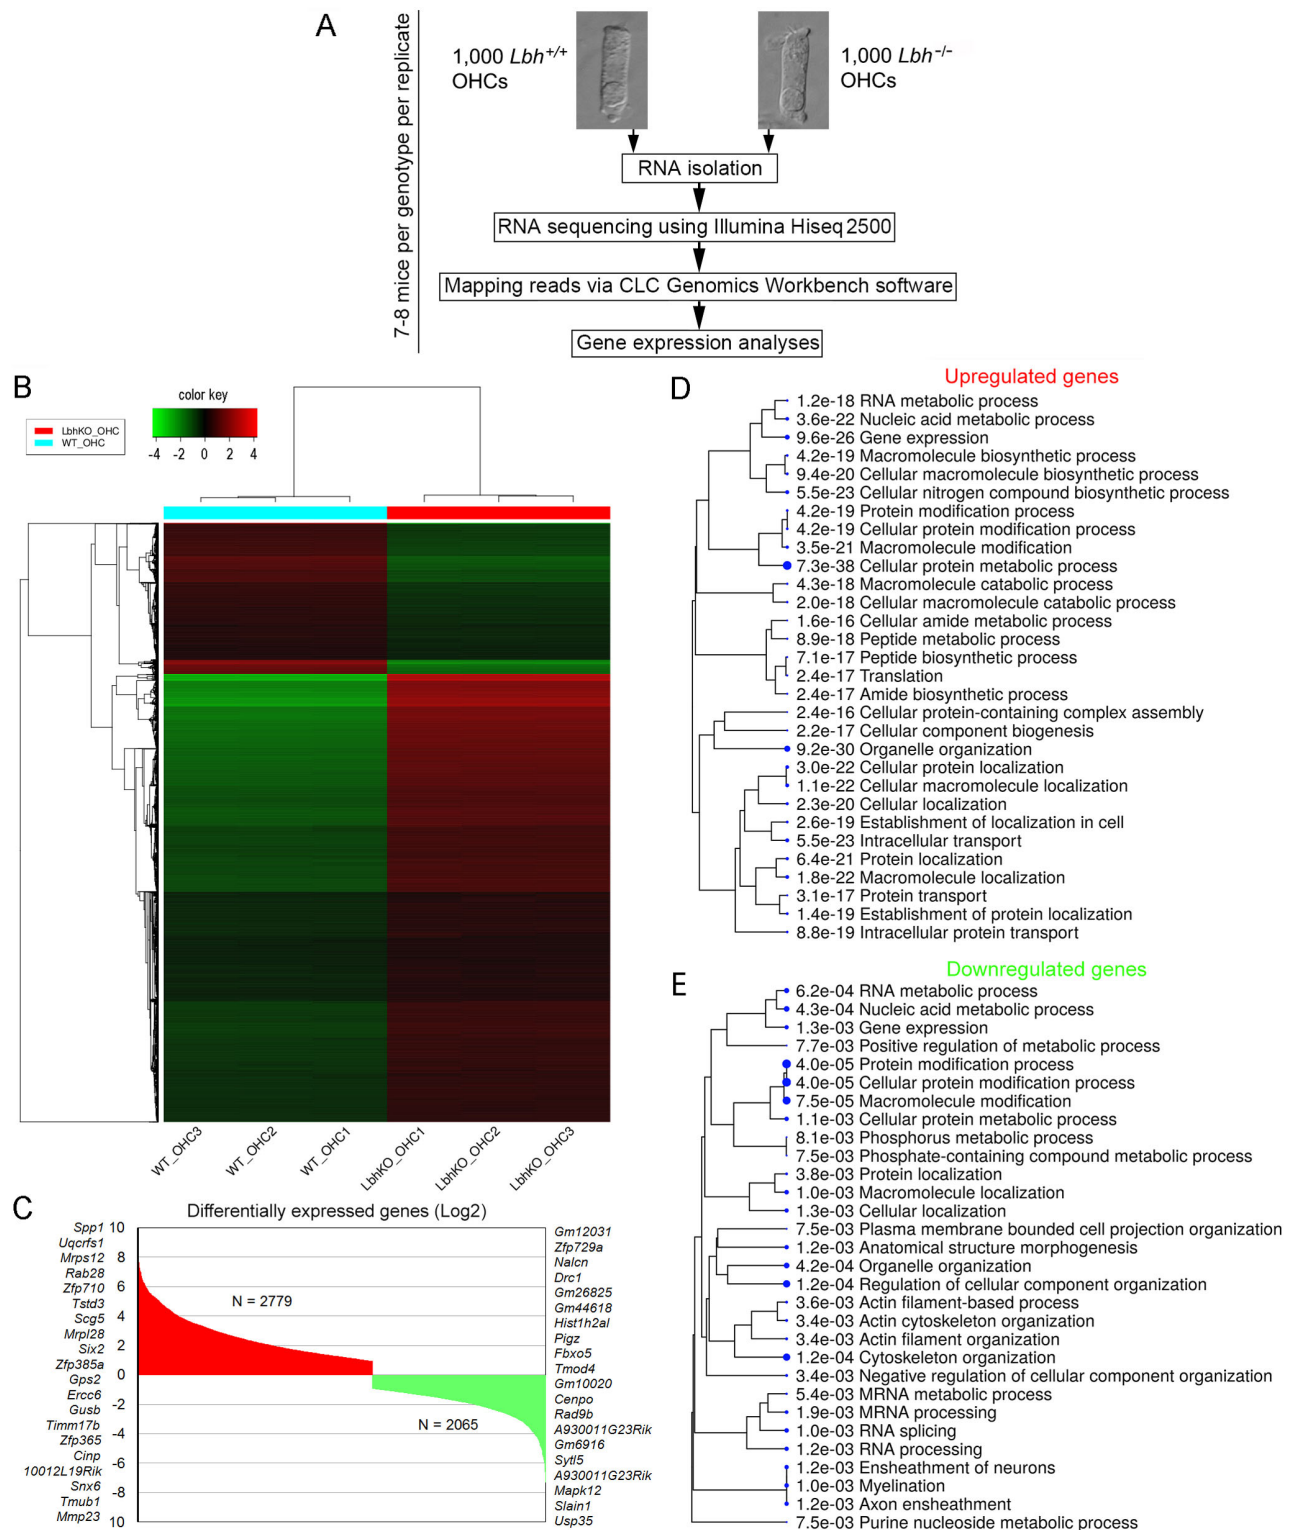 A
7-8 mice per genotype per replicate
1,000 Lbh+/+
OHCs
1,000 Lbh-/-
OHCs
RNA isolation
RNA sequencing using Illumina Hiseq 2500
Mapping reads via CLC Genomics Workbench software
Gene expression analyses
B
LbhKO_OHC
WT_OHC
color key
-4 -2 0 2 4
WT_OHC3
WT_OHC2
WT_OHC1
LbhKO_OHC1
LbhKO_OHC2
LbhKO_OHC3
C
Differentially expressed genes (Log2)
Spp1
Uqcrfs1
Mrps12
Rab28
Zfp710
Tstd3
Scg5
Mrpl28
Six2
Zfp385a
Gps2
Ercc6
Gusb
Timm17b
Zfp365
Cinp
10012L19Rik
Snx6
Tmub1
Mmp23
10
8
6
4
2
0
-2
-4
-6
-8
10
N = 2779
N = 2065
Gm12031
Zfp729a
Nalcn
Drc1
Gm26825
Gm44618
Hist1h2al
Pigz
Fbxo5
Tmod4
Gm10020
Cenpo
Rad9b
A930011G23Rik
Gm6916
Sytl5
A930011G23Rik
Mapk12
Slain1
Usp35
D
Upregulated genes
1.2e-18 RNA metabolic process
3.6e-22 Nucleic acid metabolic process
9.6e-26 Gene expression
4.2e-19 Macromolecule biosynthetic process
9.4e-20 Cellular macromolecule biosynthetic process
5.5e-23 Cellular nitrogen compound biosynthetic process
4.2e-19 Protein modification process
4.2e-19 Cellular protein modification process
3.5e-21 Macromolecule modification
7.3e-38 Cellular protein metabolic process
4.3e-18 Macromolecule catabolic process
2.0e-18 Cellular macromolecule catabolic process
1.6e-16 Cellular amide metabolic process
8.9e-18 Peptide metabolic process
7.1e-17 Peptide biosynthetic process
2.4e-17 Translation
2.4e-17 Amide biosynthetic process
2.4e-16 Cellular protein-containing complex assembly
2.2e-17 Cellular component biogenesis
9.2e-30 Organelle organization
3.0e-22 Cellular protein localization
1.1e-22 Cellular macromolecule localization
2.3e-20 Cellular localization
2.6e-19 Establishment of localization in cell
5.5e-23 Intracellular transport
6.4e-21 Protein localization
1.8e-22 Macromolecule localization
3.1e-17 Protein transport
1.4e-19 Establishment of protein localization
8.8e-19 Intracellular protein transport
E
Downregulated genes
6.2e-04 RNA metabolic process
4.3e-04 Nucleic acid metabolic process
1.3e-03 Gene expression
7.7e-03 Positive regulation of metabolic process
4.0e-05 Protein modification process
4.0e-05 Cellular protein modification process
7.5e-05 Macromolecule modification
1.1e-03 Cellular protein metabolic process
8.1e-03 Phosphorus metabolic process
7.5e-03 Phosphate-containing compound metabolic process
3.8e-03 Protein localization
1.0e-03 Macromolecule localization
1.3e-03 Cellular localization
7.5e-03 Plasma membrane bounded cell projection organization
1.2e-03 Anatomical structure morphogenesis
4.2e-04 Organelle organization
1.2e-04 Regulation of cellular component organization
3.6e-03 Actin filament-based process
3.4e-03 Actin cytoskeleton organization
3.4e-03 Actin filament organization
1.2e-04 Cytoskeleton organization
3.4e-03 Negative regulation of cellular component organization
5.4e-03 MRNA metabolic process
1.9e-03 MRNA processing
1.0e-03 RNA splicing
1.2e-03 RNA processing
1.2e-03 Ensheathment of neurons
1.0e-03 Myelination
1.2e-03 Axon ensheathment
7.5e-03 Purine nucleoside metabolic process